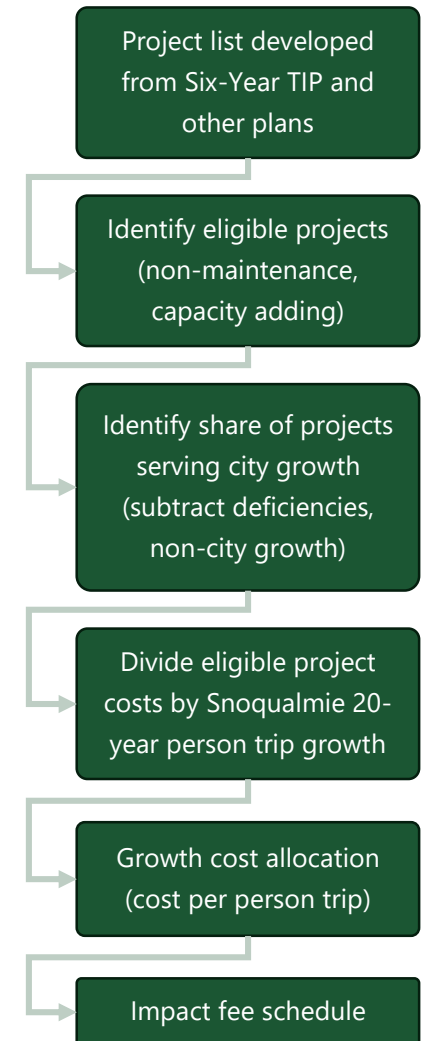 Project list developed
from Six-Year TIP and
other plans
Identify eligible projects
(non-maintenance,
capacity adding)
Identify share of projects
serving city growth
(subtract deficiencies,
non-city growth)
Divide eligible project
costs by Snoqualmie 20-
year person trip growth
Growth cost allocation
(cost per person trip)
Impact fee schedule